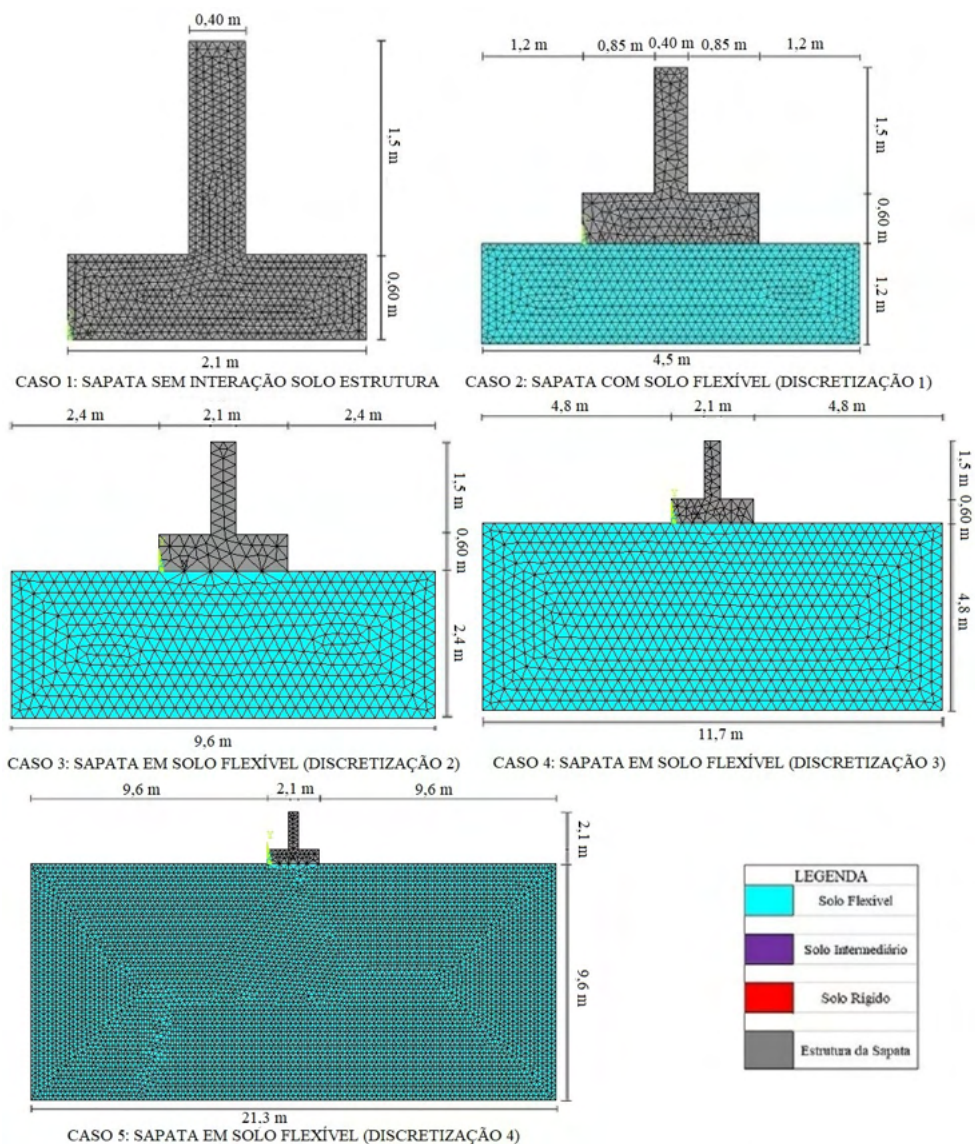 0,40 m
1,5 m
0,60 m
2,1 m
CASO 1: SAPATA SEM INTERAÇÃO SOLO ESTRUTURA
1,2 m 0,85 m 0,40 m 0,85 m 1,2 m
1,5 m
0,60 m
1,2 m
4,5 m
CASO 2: SAPATA COM SOLO FLEXÍVEL (DISCRETIZAÇÃO 1)
2,4 m 2,1 m 2,4 m
1,5 m
0,60 m
2,4 m
9,6 m
CASO 3: SAPATA EM SOLO FLEXÍVEL (DISCRETIZAÇÃO 2)
4,8 m 2,1 m 4,8 m
1,5 m
0,60 m
4,8 m
11,7 m
CASO 4: SAPATA EM SOLO FLEXÍVEL (DISCRETIZAÇÃO 3)
9,6 m 2,1 m 9,6 m
2,1 m
9,6 m
21,3 m
CASO 5: SAPATA EM SOLO FLEXÍVEL (DISCRETIZAÇÃO 4)
LEGENDA
Solo Flexível
Solo Intermediário
Solo Rígido
Estrutura da Sapata